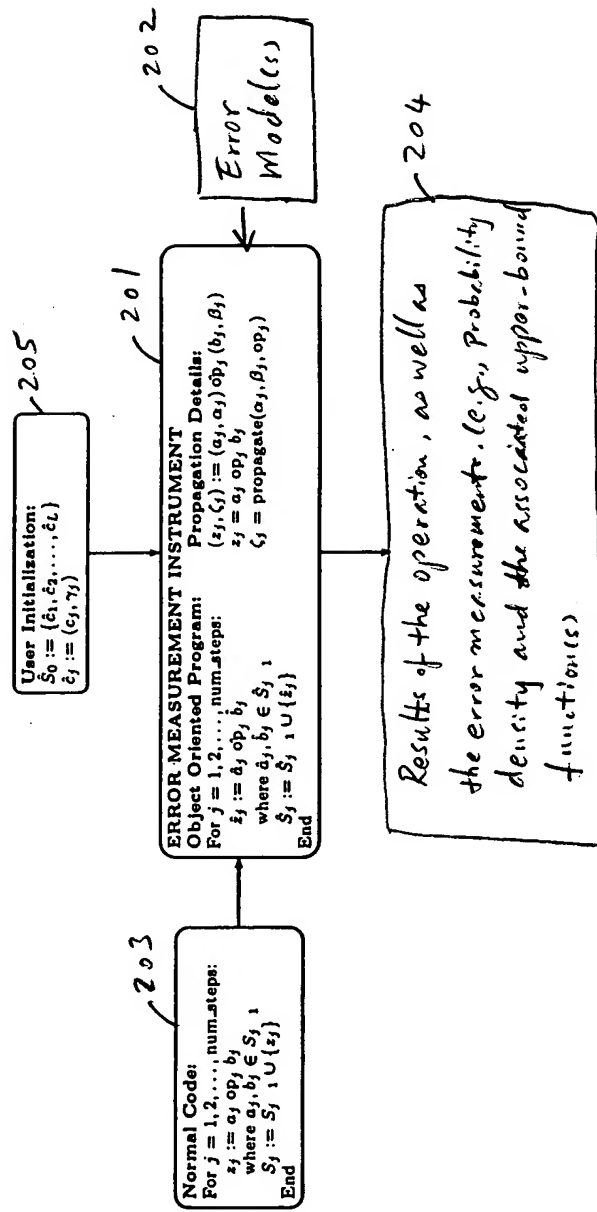 205
User Initialization:
Ŝ₀ := {ĉ₁, ĉ₂, ..., ĉ_L}
ĉⱼ := (cⱼ, γⱼ)
203
Normal Code:
For j = 1, 2, ..., num_steps:
zⱼ := aⱼ opⱼ bⱼ
where aⱼ, bⱼ ∈ Sⱼ 1
Sⱼ := Sⱼ 1 ∪ {zⱼ}
End
201
ERROR MEASUREMENT INSTRUMENT
Object Oriented Program:
For j = 1, 2, ..., num_steps:
ẑⱼ := âⱼ ôpⱼ b̂ⱼ
where âⱼ, b̂ⱼ ∈ Ŝⱼ 1
Ŝⱼ := Ŝⱼ 1 ∪ {ẑⱼ}
End
Propagation Details:
(zⱼ, ζⱼ) := (aⱼ, αⱼ) ôpⱼ (bⱼ, βⱼ)
zⱼ = aⱼ opⱼ bⱼ
ζⱼ = propagate(αⱼ, βⱼ, opⱼ)
202
Error
Model(s)
204
Results of the operation, as well as
the error measurements. (e.g., probability
density and the associated upper-bound
function(s)